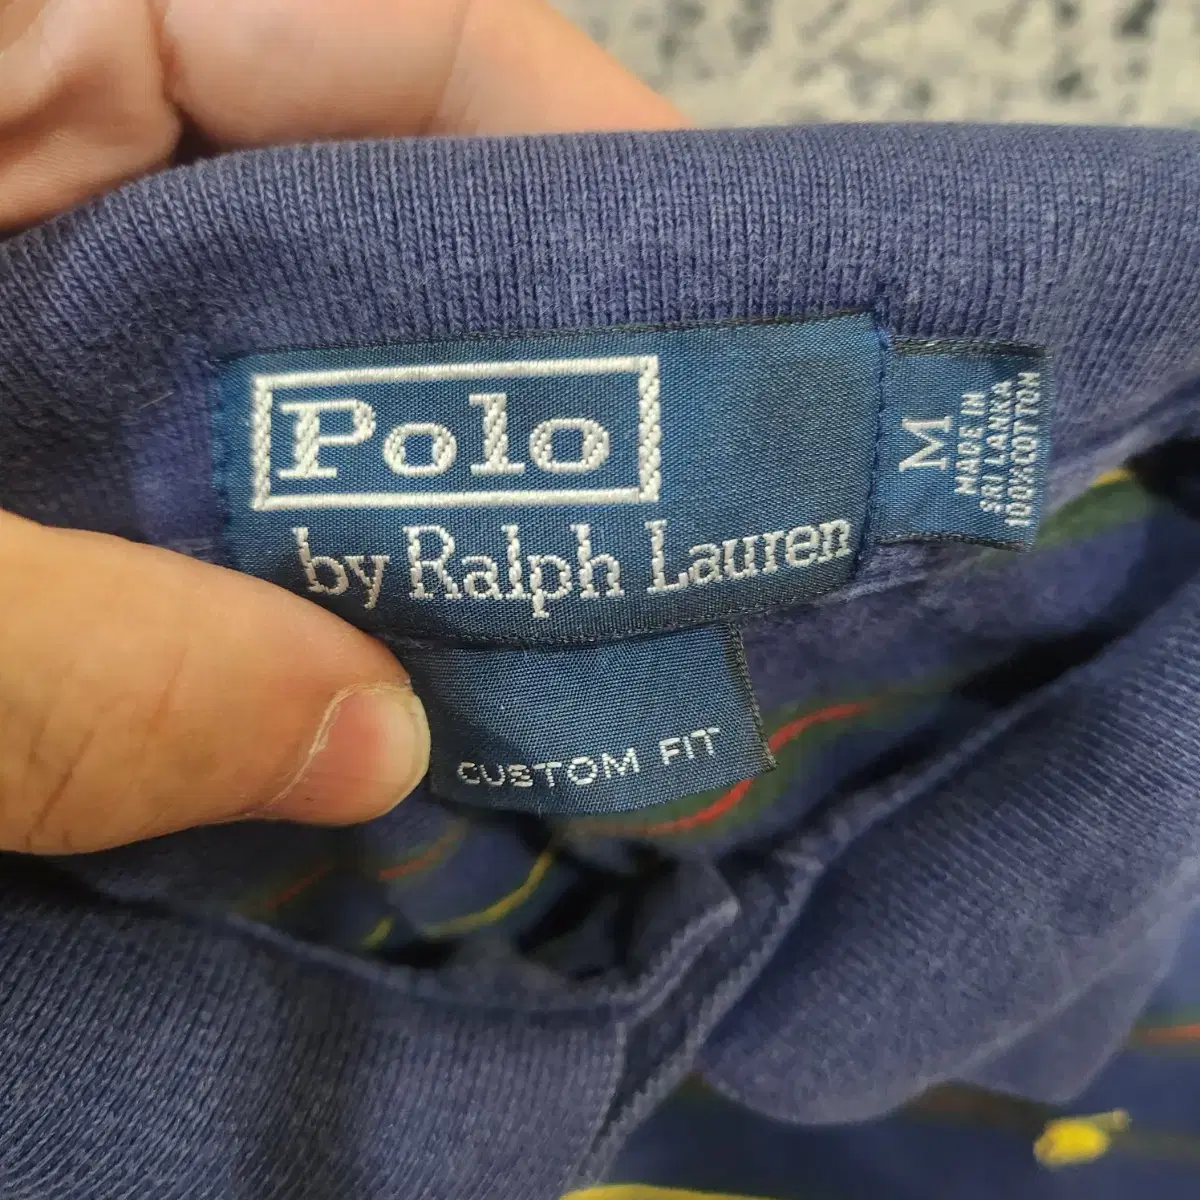 Polo
by Ralph Lauren
M
MADE IN
SRI LANKA
100% COTTON
CUSTOM FIT